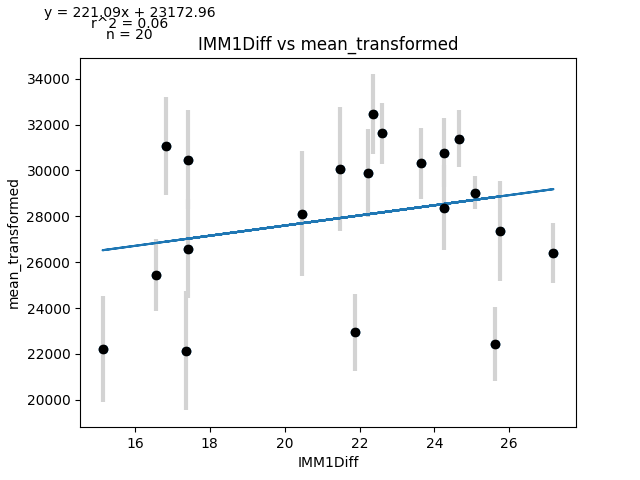 y = 221.09x + 23172.96
r^2 = 0.06
n = 20
IMM1Diff vs mean_transformed
34000
32000
30000
28000
26000
24000
22000
20000
mean_transformed
16 18 20 22 24 26
IMM1Diff